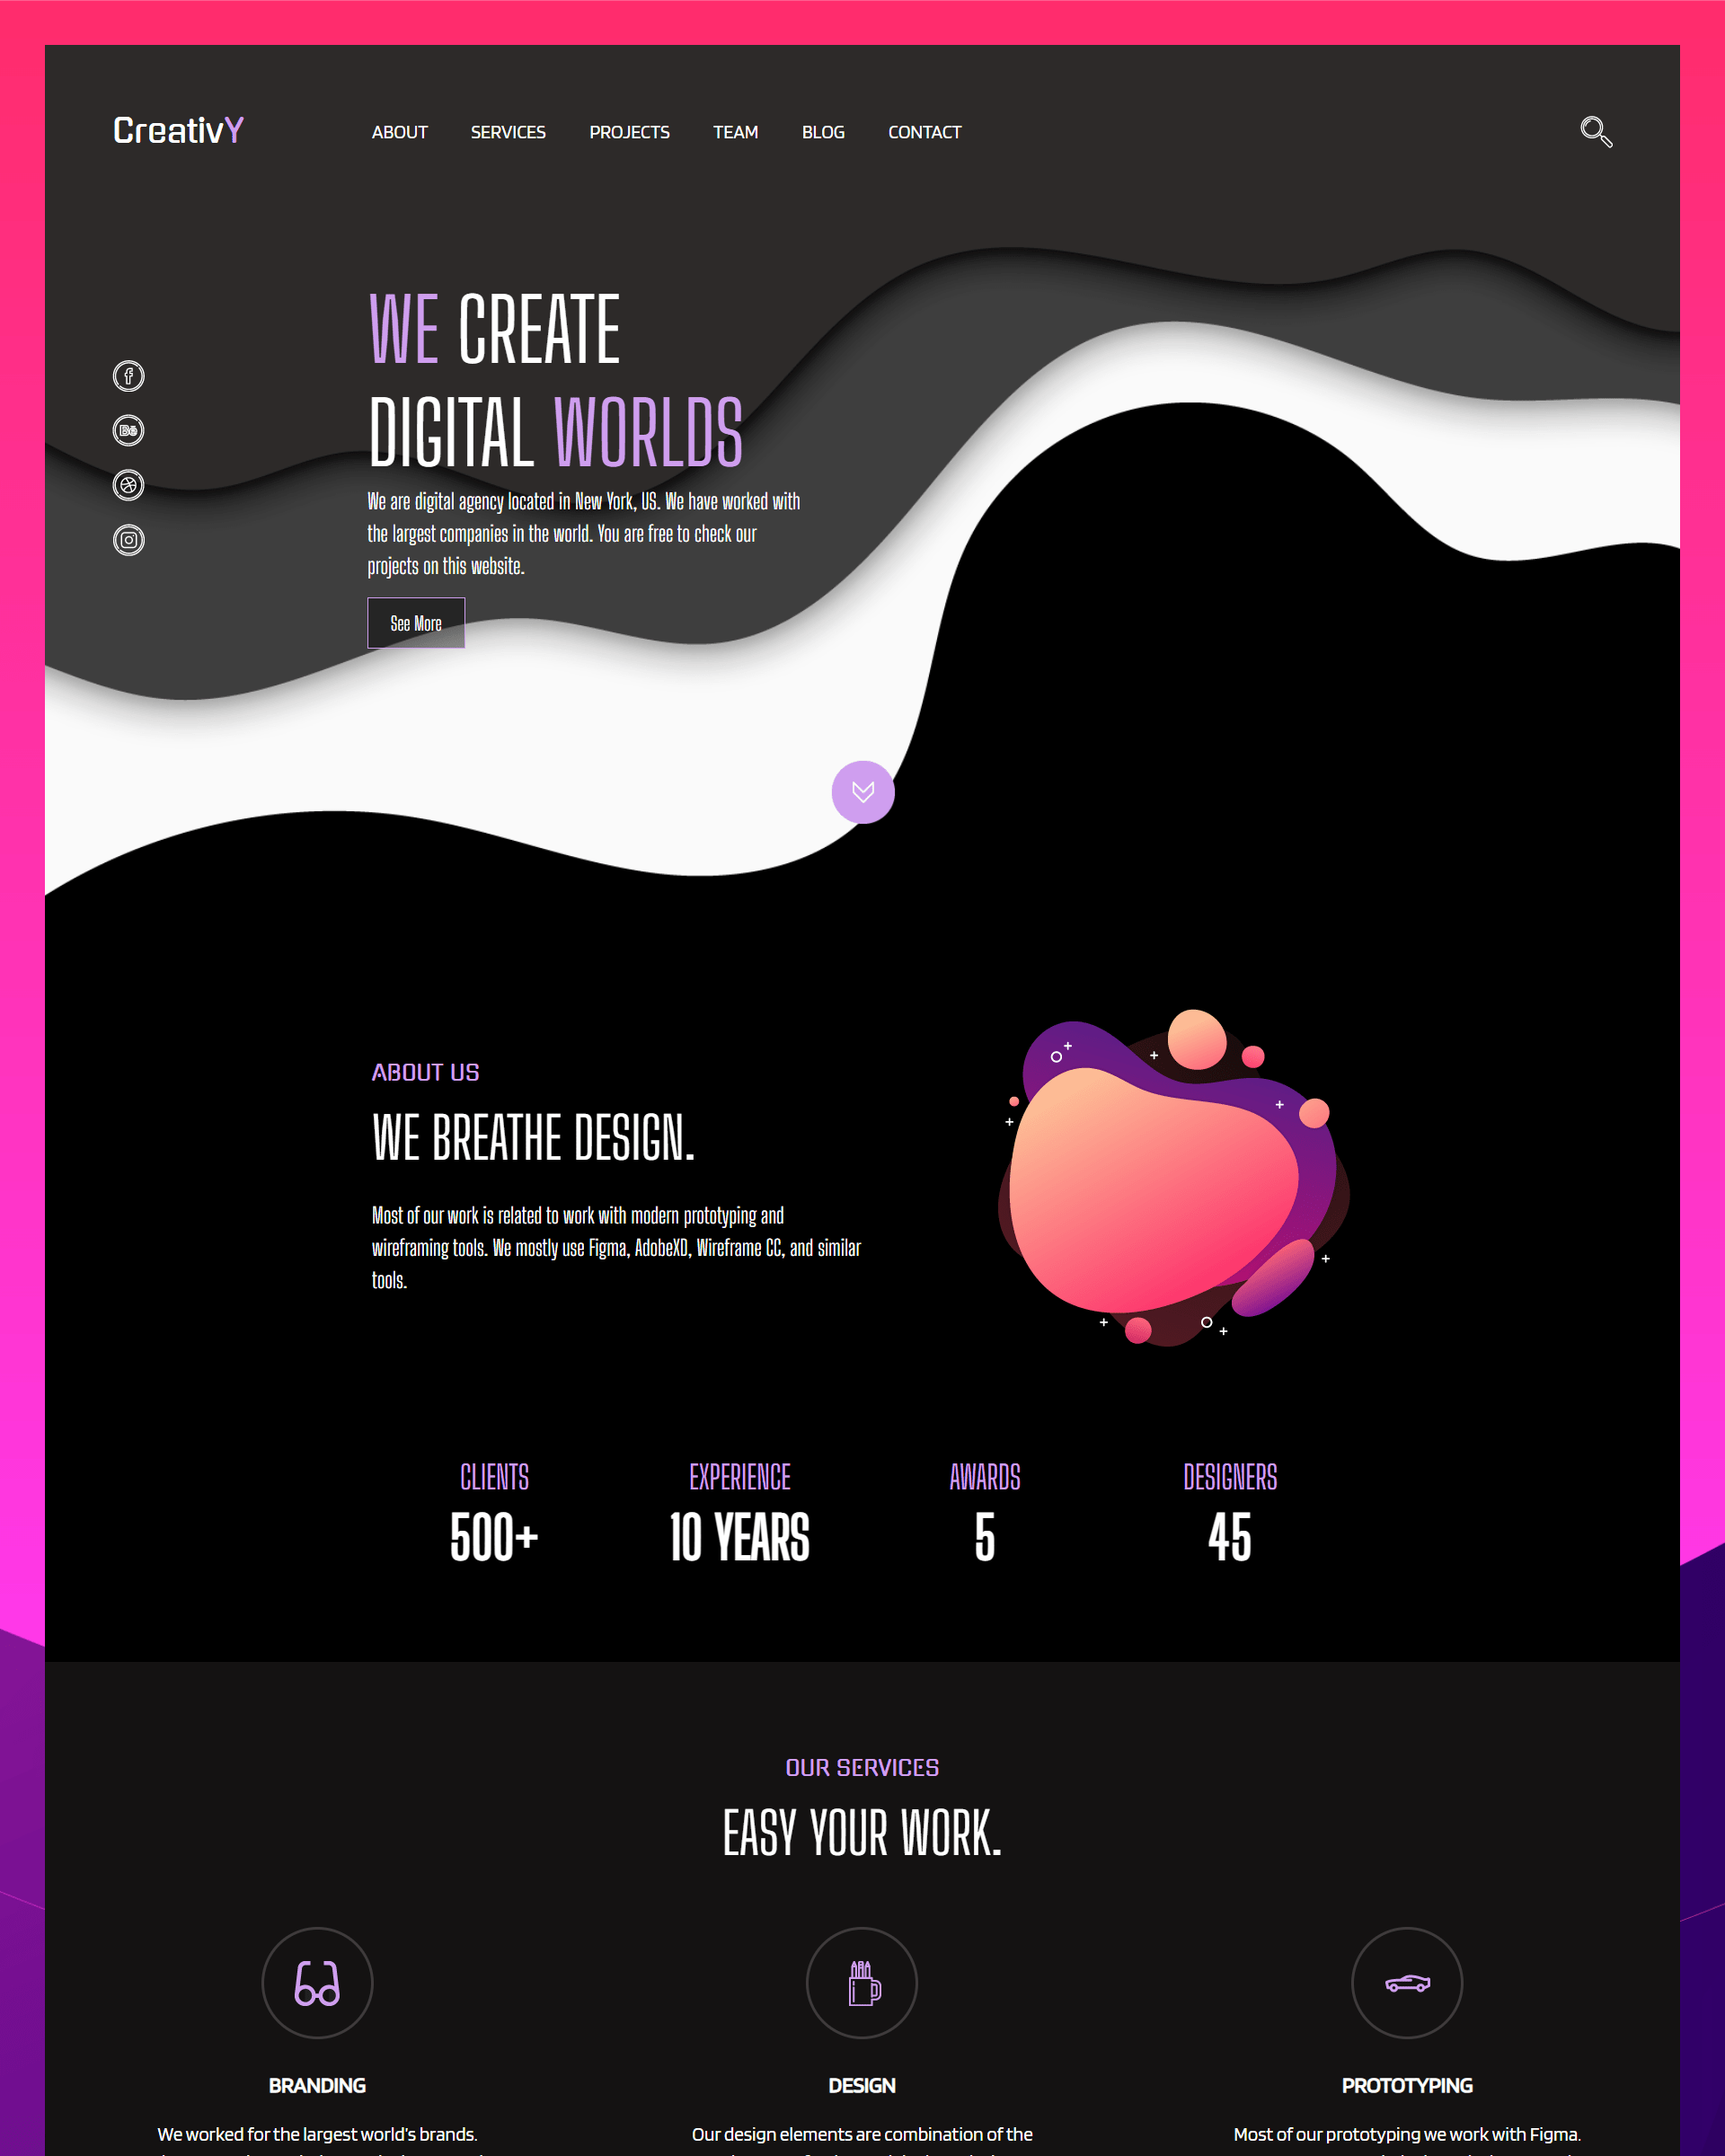 CreativY
ABOUT SERVICES PROJECTS TEAM BLOG CONTACT
WE CREATE
DIGITAL WORLDS
We are digital agency located in New York, US. We have worked with
the largest companies in the world. You are free to check our
projects on this website.
See More
ABOUT US
WE BREATHE DESIGN.
Most of our work is related to work with modern prototyping and
wireframing tools. We mostly use Figma, AdobeXD, Wireframe CC, and similar
tools.
CLIENTS EXPERIENCE AWARDS DESIGNERS
500+ 10 YEARS 5 45
OUR SERVICES
EASY YOUR WORK.
BRANDING DESIGN PROTOTYPING
We worked for the largest world's brands. Our design elements are combination of the Most of our prototyping we work with Figma.